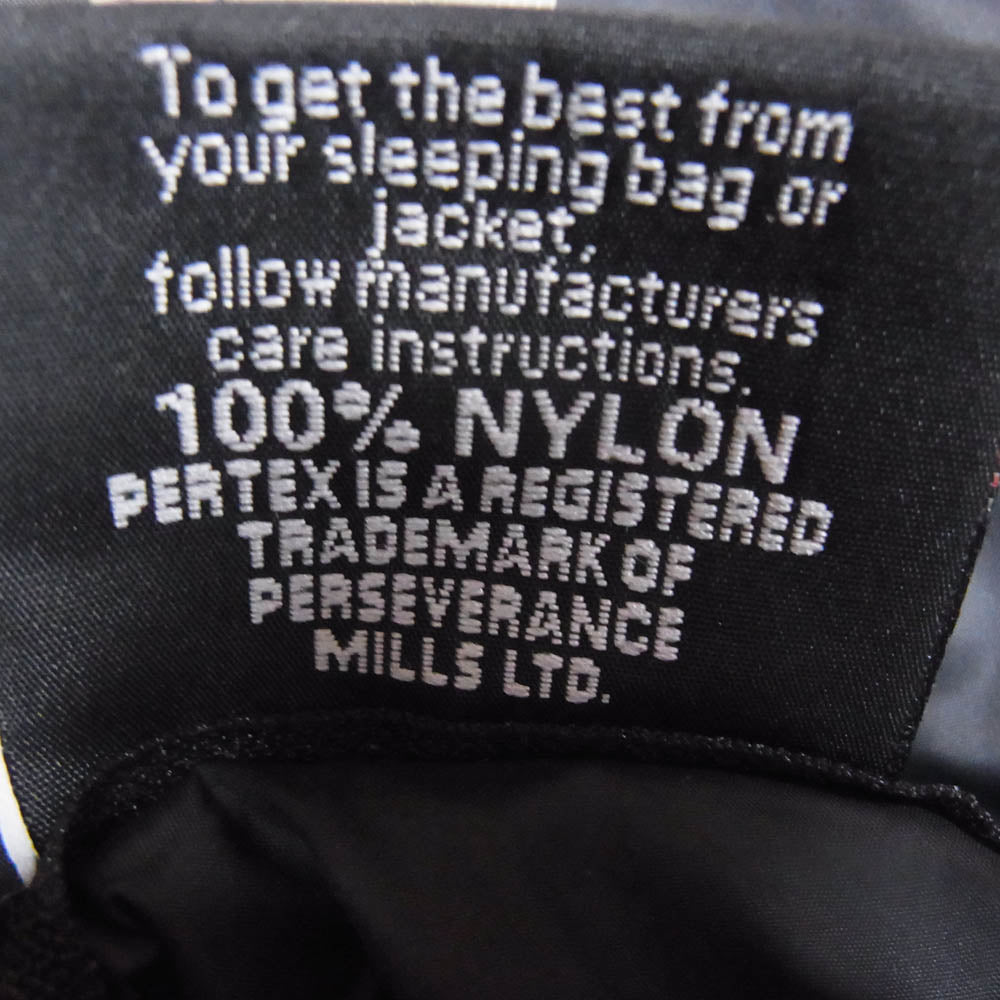 To get the best from
your sleeping bag or
jacket,
follow manufacturers
care instructions.
100% NYLON
PERTEX IS A REGISTERED
TRADEMARK OF
PERSEVERANCE
MILLS LTD.